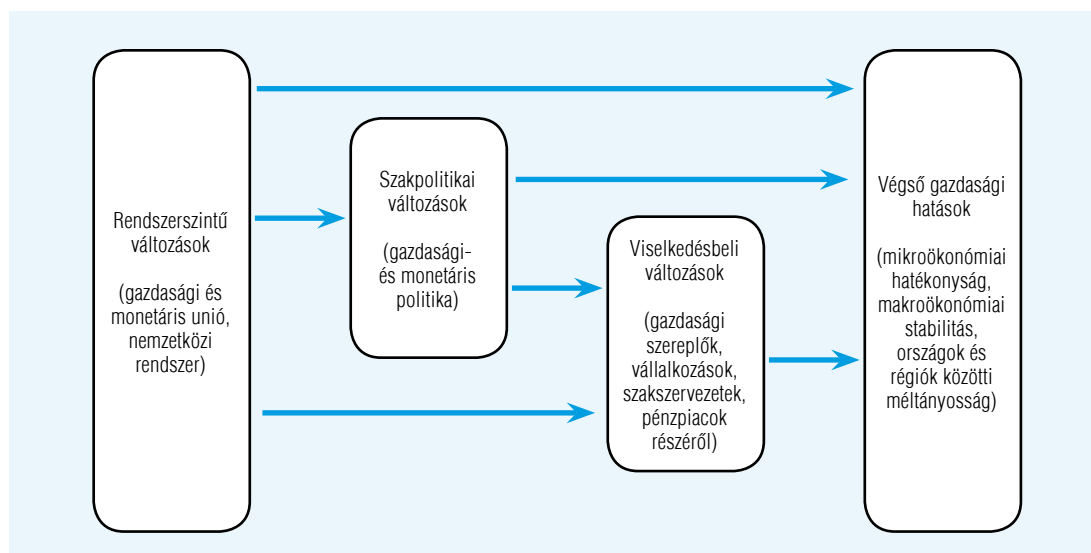 Rendszerszintű
változások
(gazdasági és
monetáris unió,
nemzetközi
rendszer)
Szakpolitikai
változások
(gazdasági-
és monetáris
politika)
Viselkedésbeli
változások
(gazdasági
szereplők,
vállalkozások,
szakszervezetek,
pénzpiacok
részéről)
Végső gazdasági
hatások
(mikroökonómiai
hatékonyság,
makroökonómiai
stabilitás,
országok és
régiók közötti
méltányosság)